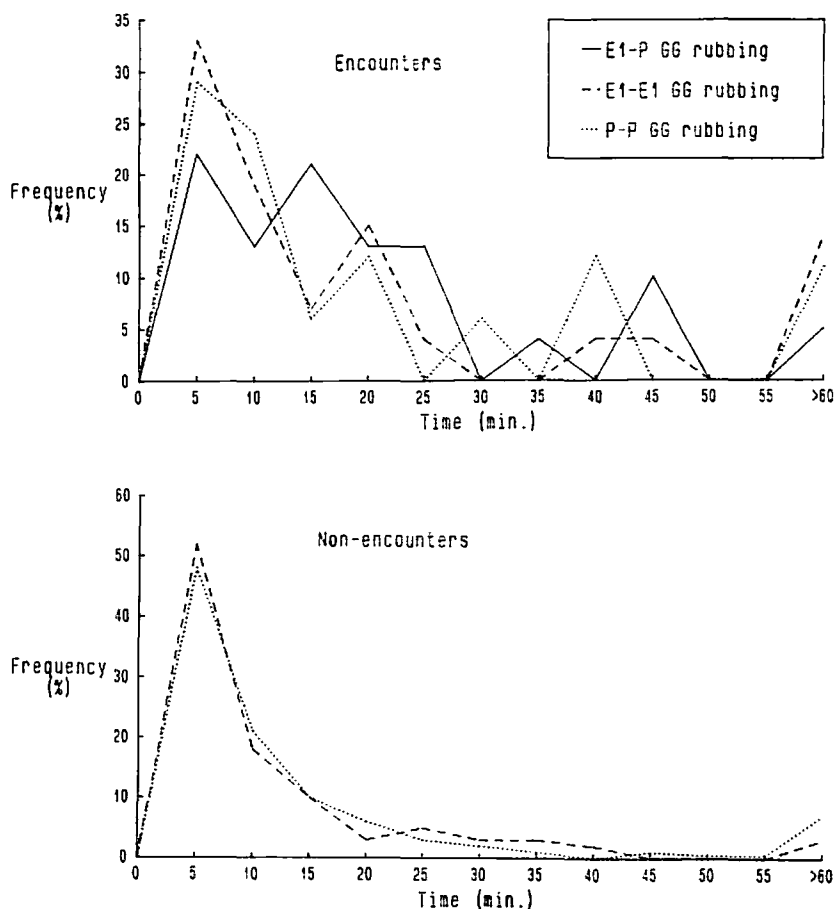 Encounters
E1-P GG rubbing
E1-E1 GG rubbing
P-P GG rubbing
Frequency
(%)
35
30
25
20
15
10
5
0
0 5 10 15 20 25 30 35 40 45 50 55 >60
Time (min.)
Non-encounters
Frequency
(%)
60
50
40
30
20
10
0
0 5 10 15 20 25 30 35 40 45 50 55 >60
Time (min.)